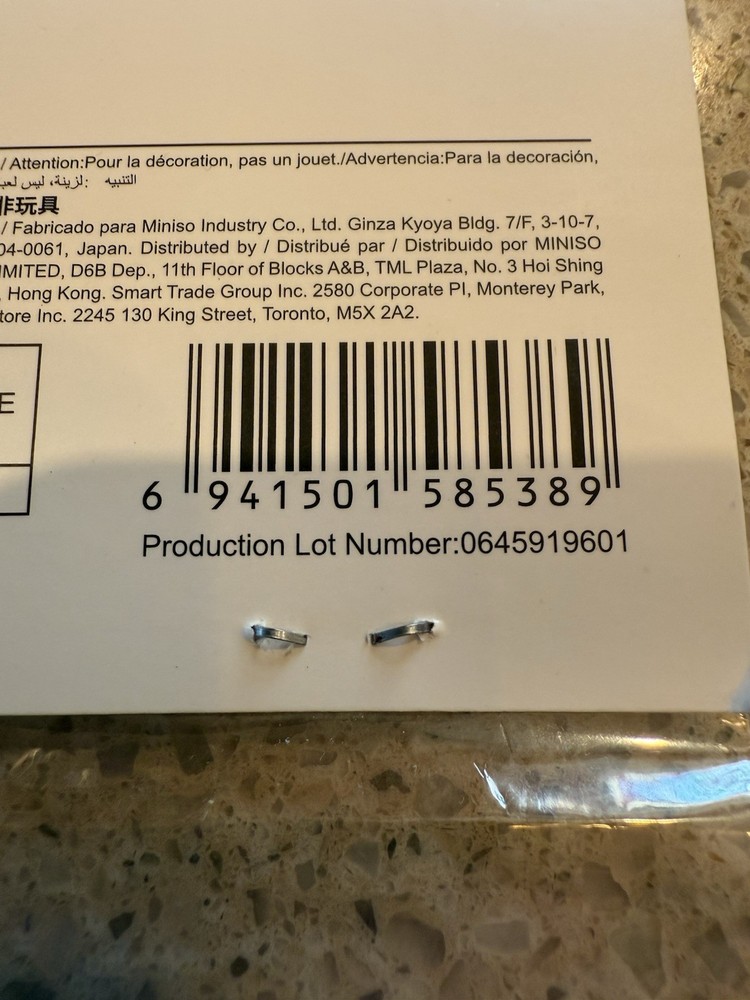 / Attention:Pour la décoration, pas un jouet./Advertencia:Para la decoración,
التنبيه: لزينة، ليس لعب
非玩具
/ Fabricado para Miniso Industry Co., Ltd. Ginza Kyoya Bldg. 7/F, 3-10-7,
04-0061, Japan. Distributed by / Distribué par / Distribuido por MINISO
IMITED, D6B Dep., 11th Floor of Blocks A&B, TML Plaza, No. 3 Hoi Shing
, Hong Kong. Smart Trade Group Inc. 2580 Corporate Pl, Monterey Park,
tore Inc. 2245 130 King Street, Toronto, M5X 2A2.
E
6 941501 585389
Production Lot Number:0645919601